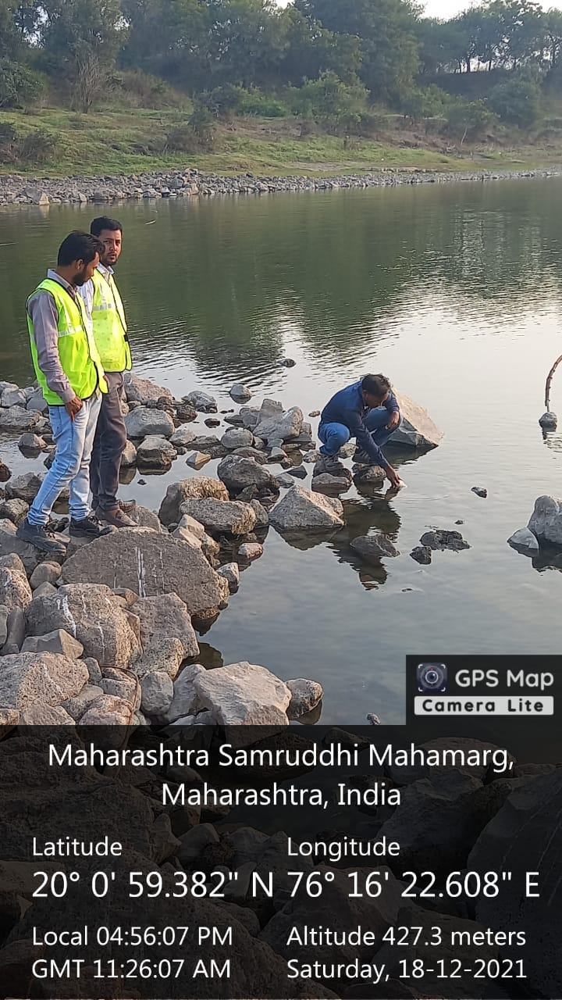 GPS Map
Camera Lite
Maharashtra Samruddhi Mahamarg,
Maharashtra, India
Latitude Longitude
20° 0' 59.382" N 76° 16' 22.608" E
Local 04:56:07 PM Altitude 427.3 meters
GMT 11:26:07 AM Saturday, 18-12-2021